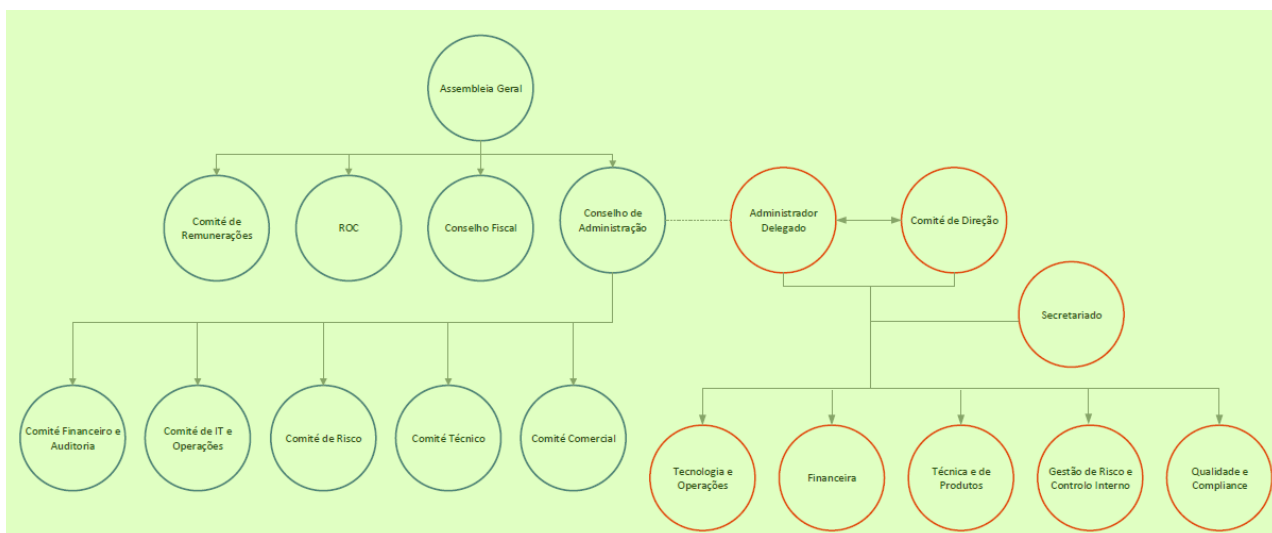 Assembleia Geral
Comité de
Remunerações
ROC
Conselho Fiscal
Conselho de
Administração
Administrador
Delegado
Comité de Direção
Secretariado
Comité Financeiro e
Auditoria
Comité de IT e
Operações
Comité de Risco
Comité Técnico
Comité Comercial
Tecnologia e
Operações
Financeira
Técnica e de
Produtos
Gestão de Risco e
Controlo Interno
Qualidade e
Compliance